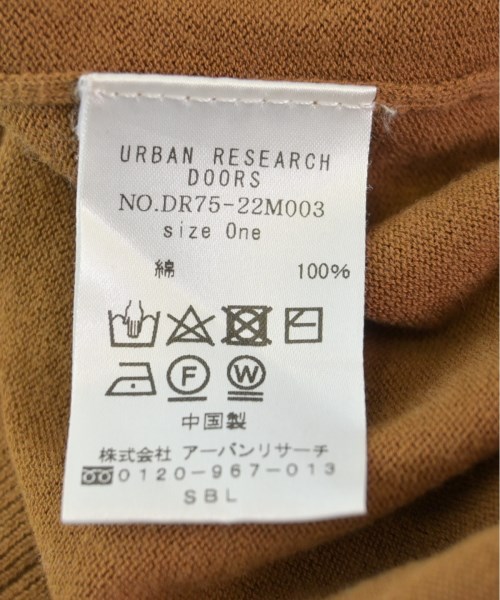 URBAN RESEARCH
DOORS
NO.DR75-22M003
size One
綿 100%
F W
中国製
株式会社 アーバンリサーチ
0120-967-013
SBL